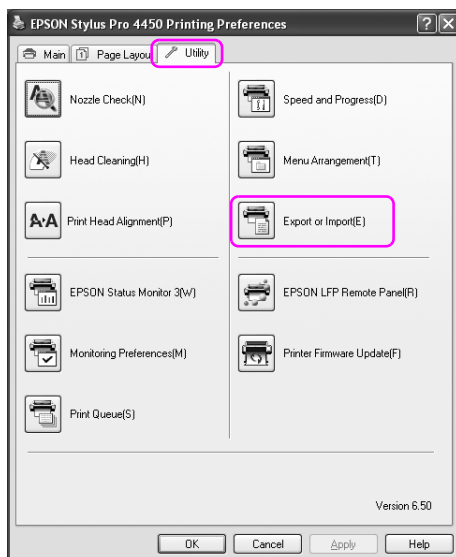 EPSON Stylus Pro 4450 Printing Preferences
Main
Page Layou
Utility
Nozzle Check(N)
Speed and Progress(D)
Head Cleaning(H)
Menu Arrangement(T)
Print Head Alignment(P)
Export or Import(E)
EPSON Status Monitor 3(W)
EPSON LFP Remote Panel(R)
Monitoring Preferences(M)
Printer Firmware Update(F)
Print Queue(S)
Version 6.50
OK
Cancel
Apply
Help